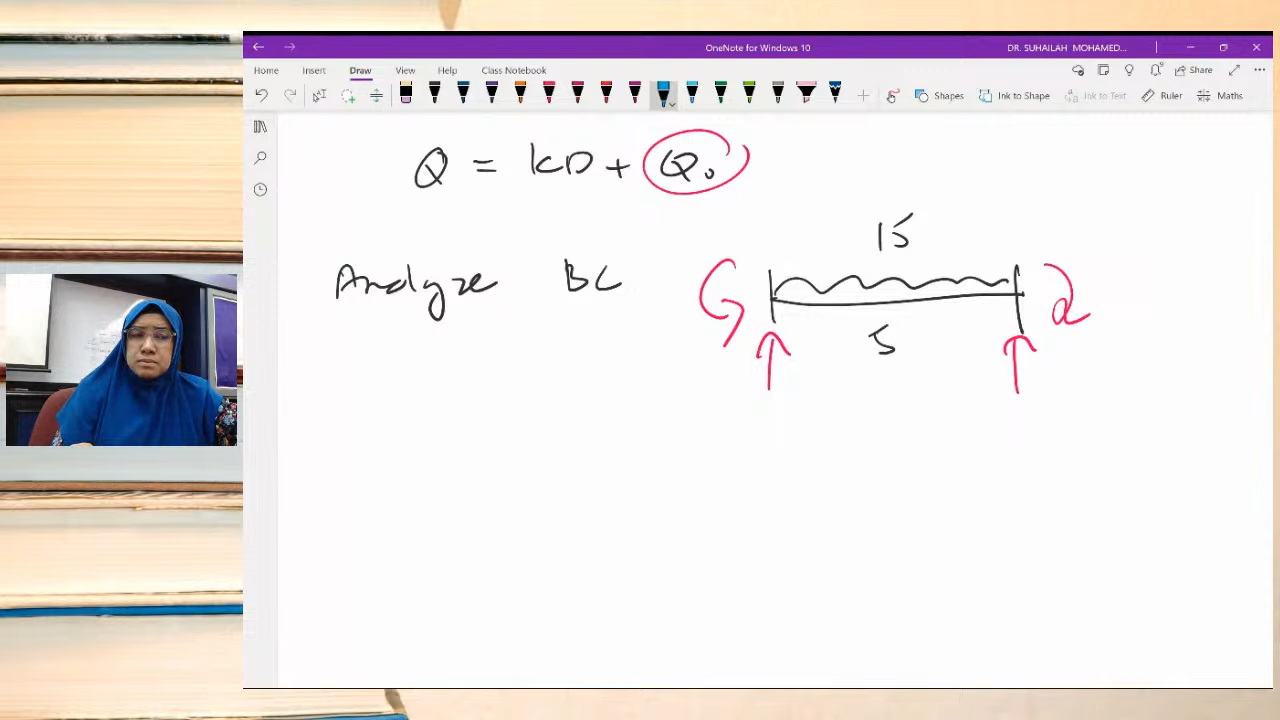 OneNote for Windows 10
DR. SUHAILAH MOHAMED...
Home Insert Draw View Help Class Notebook
Share
Shapes Ink to Shape Ink to Text Ruler Maths
Q = kD + Q₀
15
Analyze BC
5